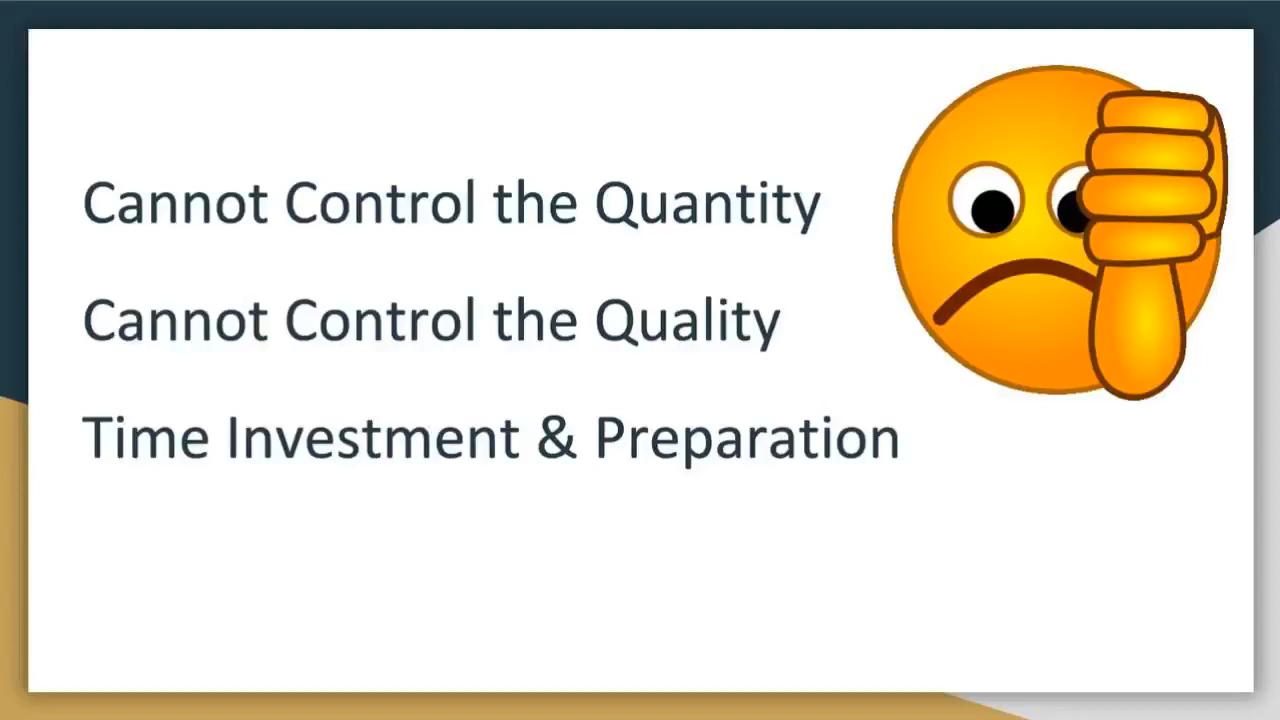 Cannot Control the Quantity
Cannot Control the Quality
Time Investment & Preparation